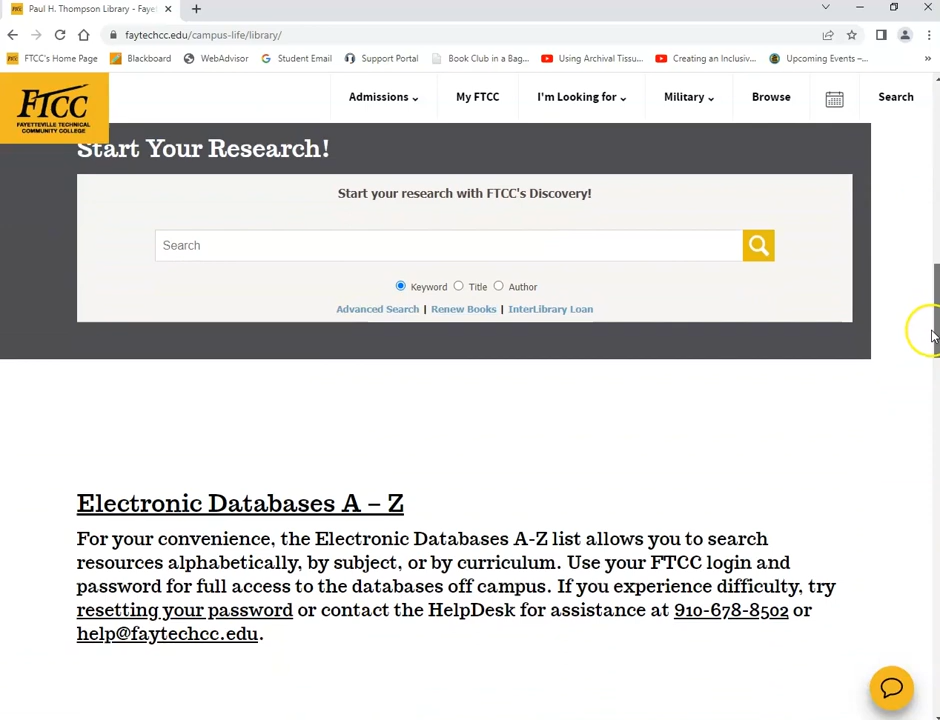 Paul H. Thompson Library - Faye
faytechcc.edu/campus-life/library/
FTCC's Home Page Blackboard WebAdvisor Student Email Support Portal Book Club in a Bag... Using Archival Tissu... Creating an Inclusiv... Upcoming Events –... »
FTCC
FAYETTEVILLE TECHNICAL
COMMUNITY COLLEGE
Admissions My FTCC I'm Looking for Military Browse Search
Start Your Research!
Start your research with FTCC's Discovery!
Search
Keyword Title Author
Advanced Search | Renew Books | InterLibrary Loan
Electronic Databases A – Z
For your convenience, the Electronic Databases A-Z list allows you to search
resources alphabetically, by subject, or by curriculum. Use your FTCC login and
password for full access to the databases off campus. If you experience difficulty, try
resetting your password or contact the HelpDesk for assistance at 910-678-8502 or
help@faytechcc.edu.